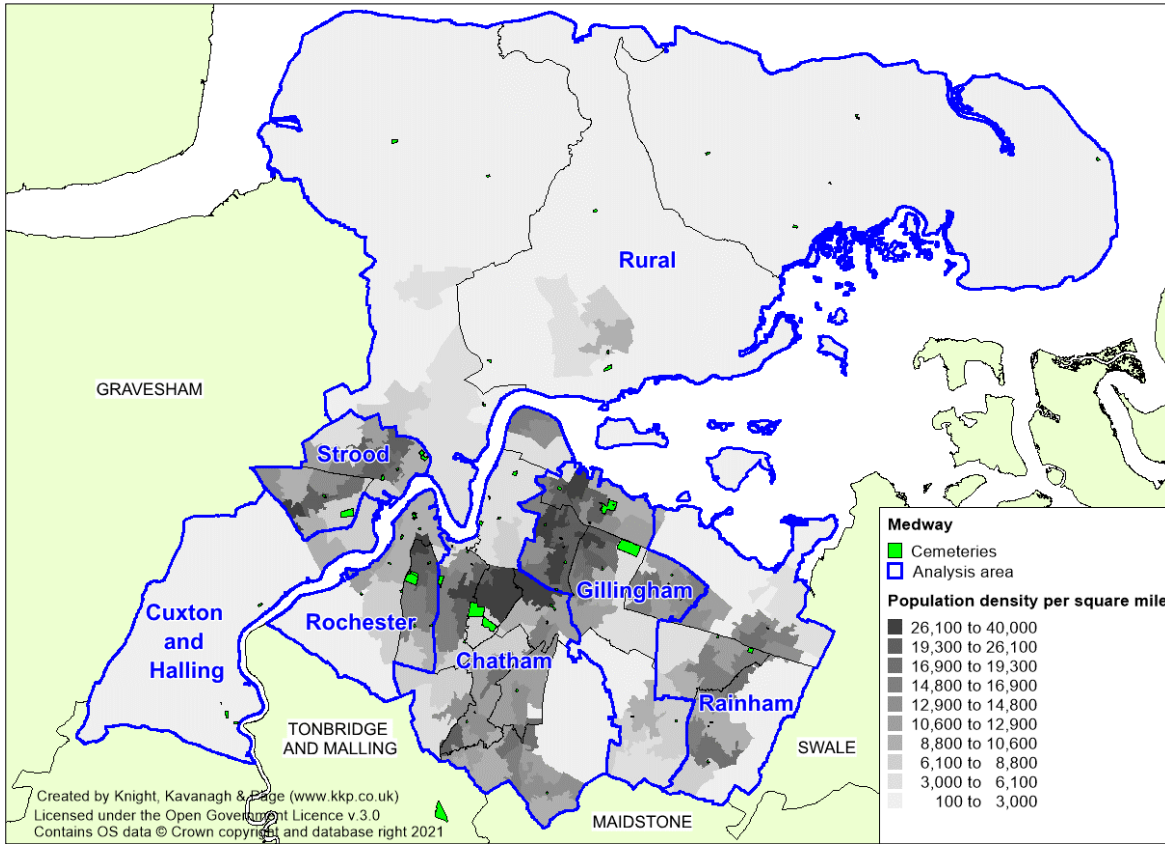 Rural
GRAVESHAM
Strood
Gillingham
Cuxton
and
Halling
Rochester
Chatham
Rainham
TONBRIDGE
AND MALLING
SWALE
MAIDSTONE
Created by Knight, Kavanagh & Page (www.kkp.co.uk)
Licensed under the Open Government Licence v.3.0
Contains OS data © Crown copyright and database right 2021
Medway
Cemeteries
Analysis area
Population density per square mile
26,100 to 40,000
19,300 to 26,100
16,900 to 19,300
14,800 to 16,900
12,900 to 14,800
10,600 to 12,900
8,800 to 10,600
6,100 to 8,800
3,000 to 6,100
100 to 3,000